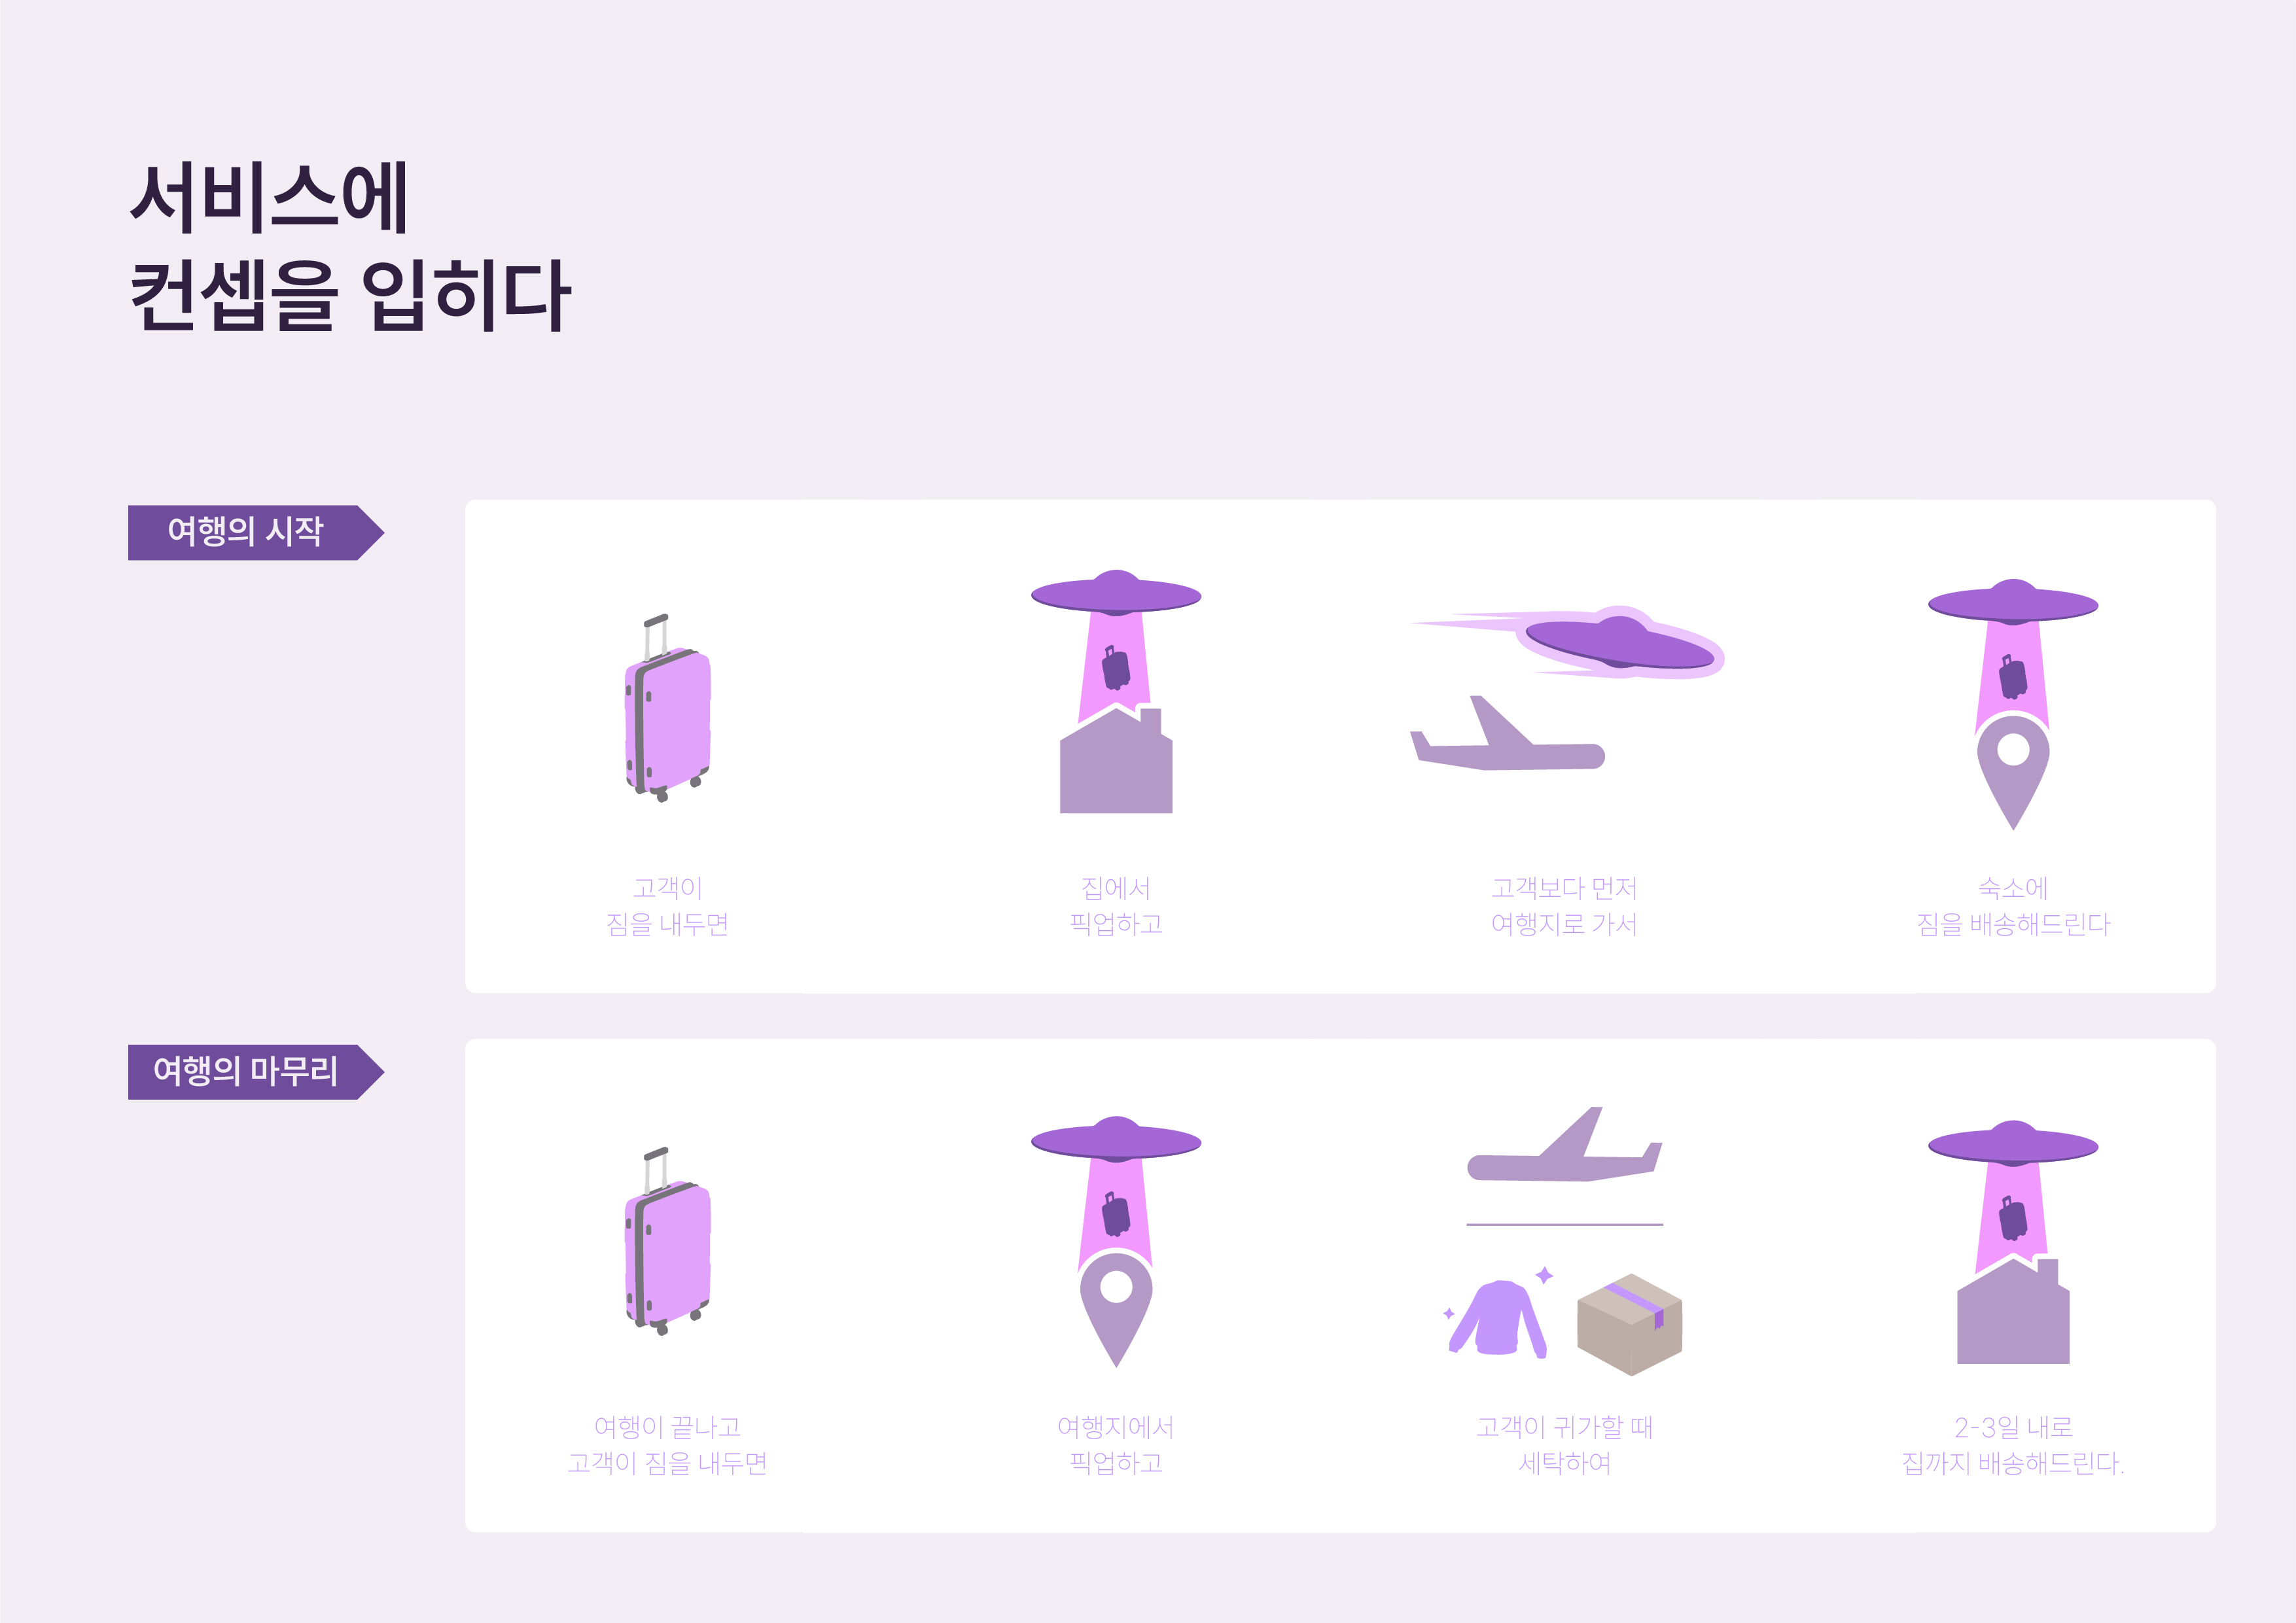 서비스에
컨셉을 입히다
여행의 시작
고객이
짐을 내두면
집에서
픽업하고
고객보다 먼저
여행지로 가서
숙소에
짐을 배송해드린다
여행의 마무리
여행이 끝나고
고객이 짐을 내두면
여행지에서
픽업하고
고객이 귀가할 때
세탁하여
2-3일 내로
집까지 배송해드린다.